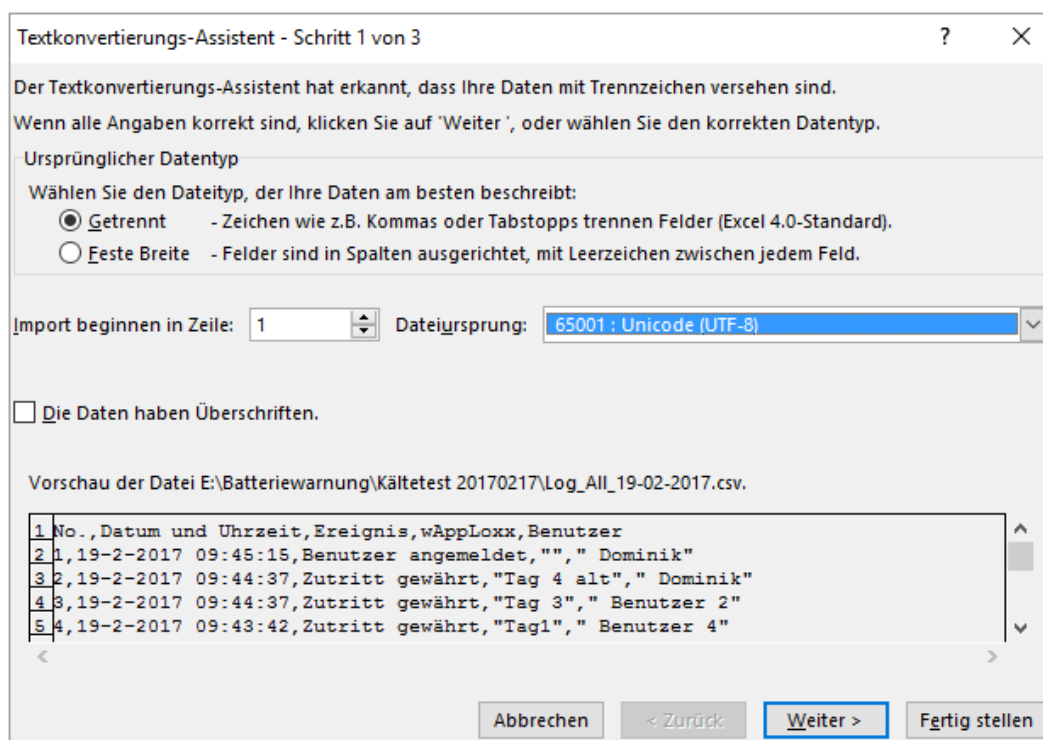 Textkonvertierungs-Assistent - Schritt 1 von 3 ?
Der Textkonvertierungs-Assistent hat erkannt, dass Ihre Daten mit Trennzeichen versehen sind.
Wenn alle Angaben korrekt sind, klicken Sie auf 'Weiter ', oder wählen Sie den korrekten Datentyp.
Ursprünglicher Datentyp
Wählen Sie den Dateityp, der Ihre Daten am besten beschreibt:
Getrennt - Zeichen wie z.B. Kommas oder Tabstopps trennen Felder (Excel 4.0-Standard).
Feste Breite - Felder sind in Spalten ausgerichtet, mit Leerzeichen zwischen jedem Feld.
Import beginnen in Zeile: 1 Dateiursprung: 65001 : Unicode (UTF-8)
Die Daten haben Überschriften.
Vorschau der Datei E:\Batteriewarnung\Kältetest 20170217\Log_All_19-02-2017.csv.
1 No.,Datum und Uhrzeit,Ereignis,wAppLoxx,Benutzer
2 1,19-2-2017 09:45:15,Benutzer angemeldet,""," Dominik"
3 2,19-2-2017 09:44:37,Zutritt gewährt,"Tag 4 alt"," Dominik"
4 3,19-2-2017 09:44:37,Zutritt gewährt,"Tag 3"," Benutzer 2"
5 4,19-2-2017 09:43:42,Zutritt gewährt,"Tag1"," Benutzer 4"
Abbrechen < Zurück Weiter > Fertig stellen